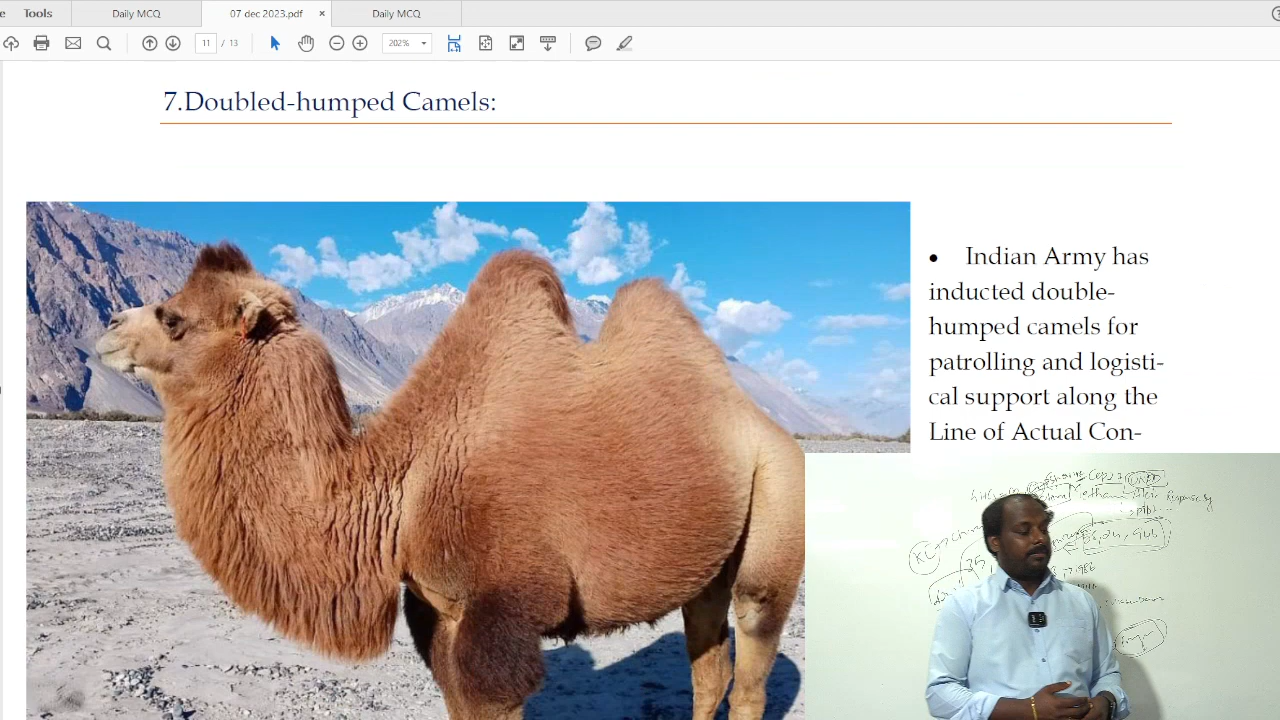 e Tools Daily MCQ 07 dec 2023.pdf × Daily MCQ
11 / 13 202%
7.Doubled-humped Camels:
• Indian Army has
inducted double-
humped camels for
patrolling and logisti-
cal support along the
Line of Actual Con-